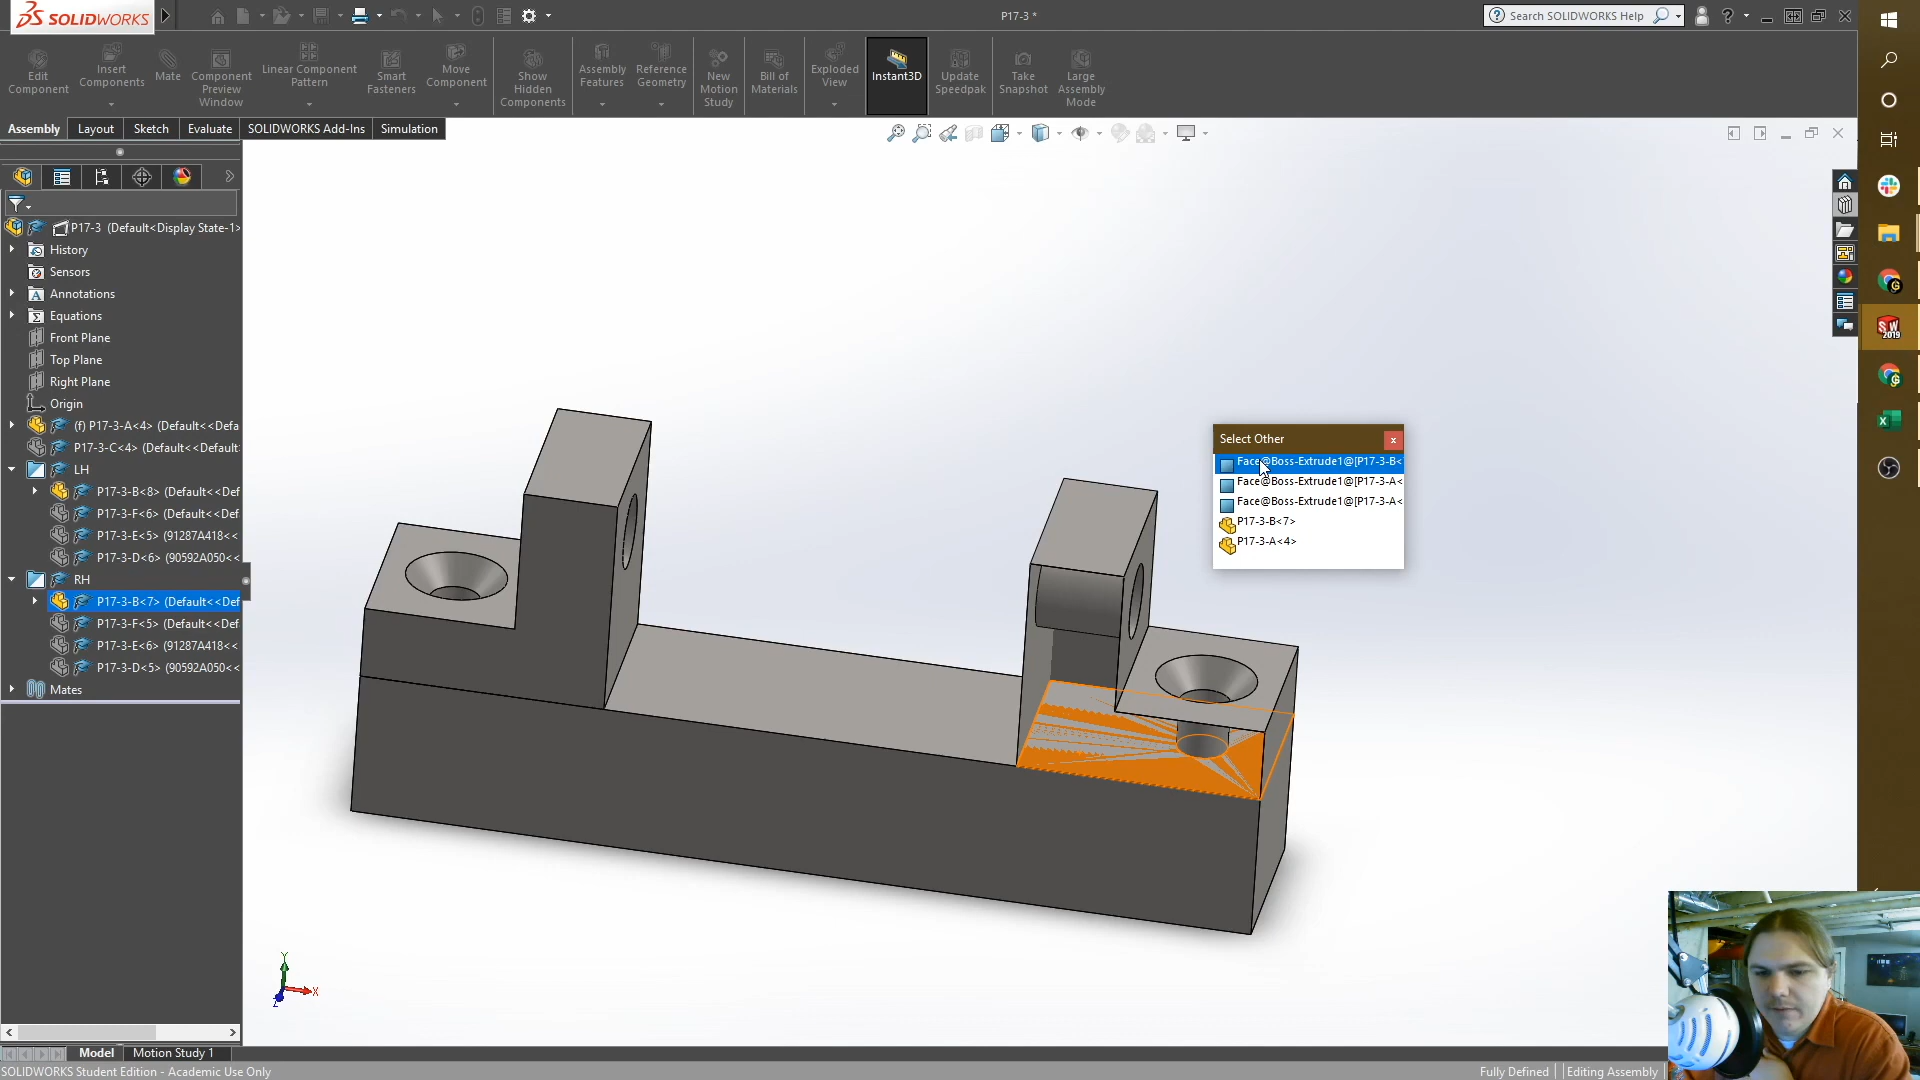 SOLIDWORKS
P17-3 *
Search SOLIDWORKS Help
Edit Component
Insert Components
Mate
Component Preview Window
Linear Component Pattern
Smart Fasteners
Move Component
Show Hidden Components
Assembly Features
Reference Geometry
New Motion Study
Bill of Materials
Exploded View
Instant3D
Update Speedpak
Take Snapshot
Large Assembly Mode
Assembly
Layout
Sketch
Evaluate
SOLIDWORKS Add-Ins
Simulation
P17-3 (Default<Display State-1>
History
Sensors
Annotations
Equations
Front Plane
Top Plane
Right Plane
Origin
(f) P17-3-A<4> (Default<<Defa
P17-3-C<4> (Default<<Default
LH
P17-3-B<8> (Default<<Def
P17-3-F<6> (Default<<Def
P17-3-E<5> (91287A418<<
P17-3-D<6> (90592A050<<
RH
P17-3-B<7> (Default<<Def
P17-3-F<5> (Default<<Def
P17-3-E<6> (91287A418<<
P17-3-D<5> (90592A050<<
Mates
Select Other
x
Face@Boss-Extrude1@[P17-3-B<
Face@Boss-Extrude1@[P17-3-A<
Face@Boss-Extrude1@[P17-3-A<
P17-3-B<7>
P17-3-A<4>
Y
X
Z
SW
2019
Model
Motion Study 1
SOLIDWORKS Student Edition - Academic Use Only
Fully Defined
Editing Assembly